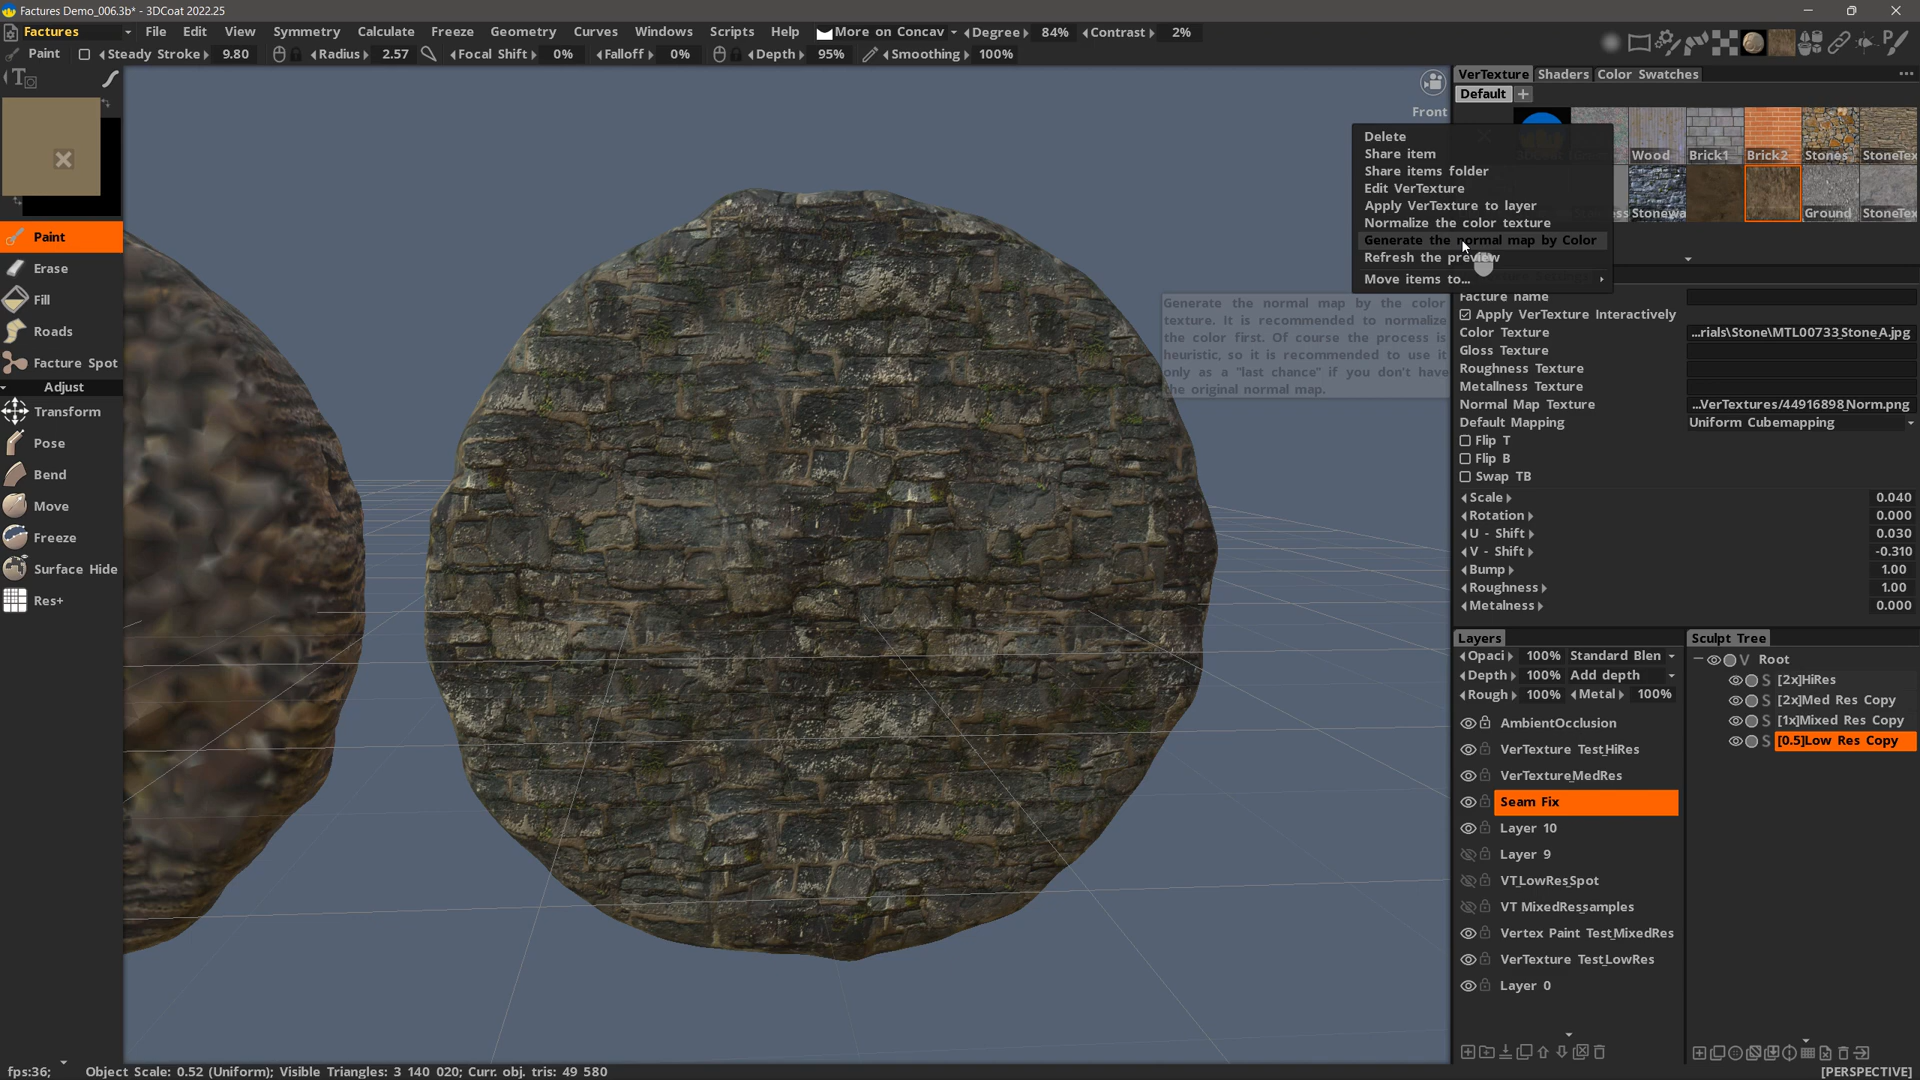 Factures Demo_006.3b* - 3DCoat 2022.25
Factures File Edit View Symmetry Calculate Freeze Geometry Curves Windows Scripts Help More on Concav Degree 84% Contrast 2%
Paint Steady Stroke 9.80 Radius 2.57 Focal Shift 0% Falloff 0% Depth 95% Smoothing 100%
Paint
Erase
Fill
Roads
Facture Spot
Adjust
Transform
Pose
Bend
Move
Freeze
Surface Hide
Res+
Front
VerTexture Shaders Color Swatches
Default +
Wood Brick1 Brick2 Stones StoneTex
Stonewa Ground StoneTex
Delete
Share item
Share items folder
Edit VerTexture
Apply VerTexture to layer
Normalize the color texture
Generate the normal map by Color
Refresh the preview
Move items to...
Generate the normal map by the color
texture. It is recommended to normalize
the color first. Of course the process is
heuristic, so it is recommended to use it
only as a "last chance" if you don't have
the original normal map.
Facture name
Apply VerTexture Interactively
Color Texture ...rials\Stone\MTL00733_Stone_A.jpg
Gloss Texture
Roughness Texture
Metallness Texture
Normal Map Texture ...VerTextures/44916898_Norm.png
Default Mapping Uniform Cubemapping
Flip T
Flip B
Swap TB
Scale 0.040
Rotation 0.000
U - Shift 0.030
V - Shift -0.310
Bump 1.00
Roughness 1.00
Metalness 0.000
Layers
Opaci 100% Standard Blen
Depth 100% Add depth
Rough 100% Metal 100%
AmbientOcclusion
VerTexture Test_HiRes
VerTexture_MedRes
Seam Fix
Layer 10
Layer 9
VT_LowRes_Spot
VT MixedRes_samples
Vertex Paint Test_MixedRes
VerTexture Test_LowRes
Layer 0
Sculpt Tree
V Root
S [2x]HiRes
S [2x]Med Res Copy
S [1x]Mixed Res Copy
S [0.5]Low Res Copy
fps:36; Object Scale: 0.52 (Uniform); Visible Triangles: 3 140 020; Curr. obj. tris: 49 580 [PERSPECTIVE]